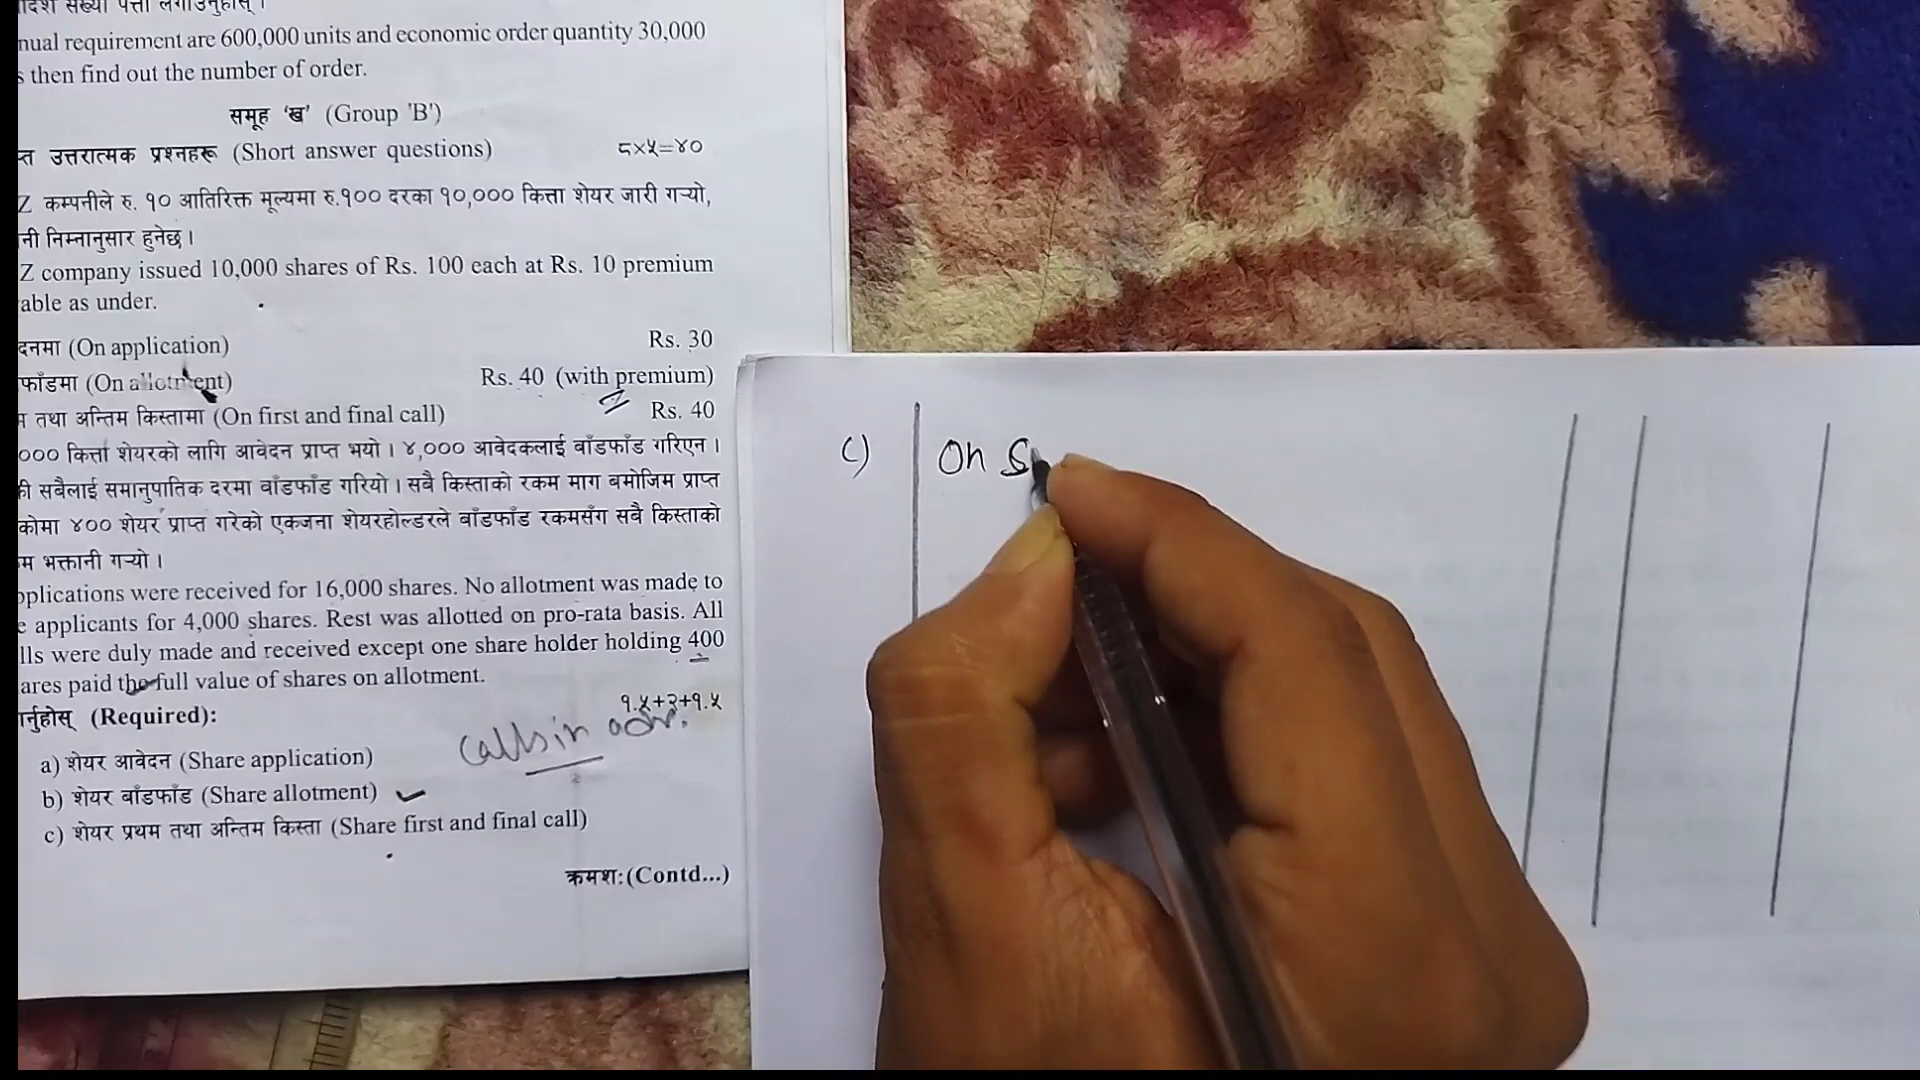 संख्या पत्ता लगाउनुहोस् ।
nual requirement are 600,000 units and economic order quantity 30,000
s then find out the number of order.
समूह 'ख' (Group 'B')
त उत्तरात्मक प्रश्नहरू (Short answer questions) ८×५=४०
Z कम्पनीले रु. १० आतिरिक्त मूल्यमा रु.१०० दरका १०,००० कित्ता शेयर जारी गऱ्यो,
नी निम्नानुसार हुनेछ ।
Z company issued 10,000 shares of Rs. 100 each at Rs. 10 premium
able as under.
दनमा (On application) Rs. 30
फाँडमा (On allotment) Rs. 40 (with premium)
म तथा अन्तिम किस्तामा (On first and final call) Rs. 40
००० कित्ता शेयरको लागि आवेदन प्राप्त भयो । ४,००० आवेदकलाई बाँडफाँड गरिएन ।
की सबैलाई समानुपातिक दरमा बाँडफाँड गरियो । सबै किस्ताको रकम माग बमोजिम प्राप्त
कोमा ४०० शेयर प्राप्त गरेको एकजना शेयरहोल्डरले बाँडफाँड रकमसँग सबै किस्ताको
म भक्तानी गऱ्यो ।
pplications were received for 16,000 shares. No allotment was made to
e applicants for 4,000 shares. Rest was allotted on pro-rata basis. All
lls were duly made and received except one share holder holding 400
ares paid the full value of shares on allotment.
१.५+२+१.५
गर्नुहोस् (Required):
calls in adv.
a) शेयर आवेदन (Share application)
b) शेयर बाँडफाँड (Share allotment)
c) शेयर प्रथम तथा अन्तिम किस्ता (Share first and final call)
क्रमशः (Contd...)
c) On S